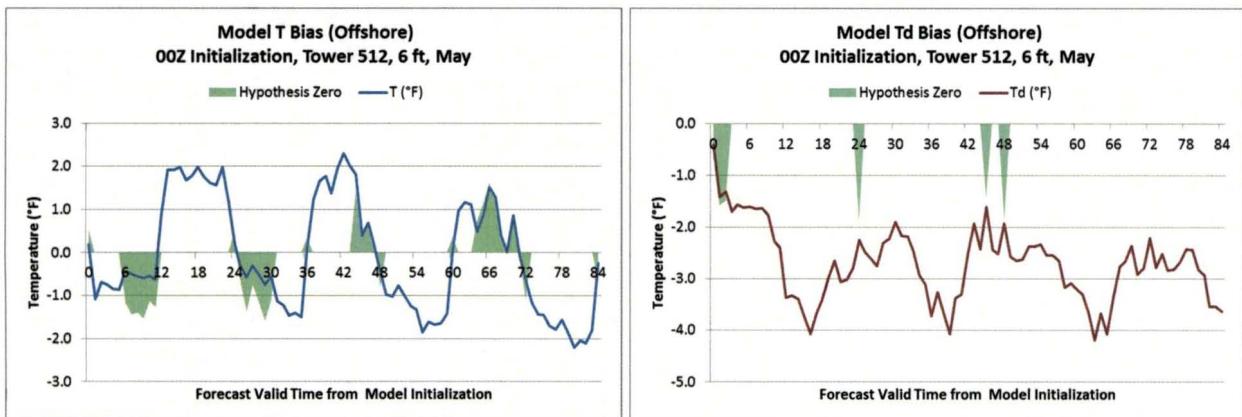 Model T Bias (Offshore)
00Z Initialization, Tower 512, 6 ft, May
Hypothesis Zero
T (°F)
3.0
2.0
1.0
0.0
-1.0
-2.0
-3.0
0 6 12 18 24 30 36 42 48 54 60 66 72 78 84
Temperature (°F)
Forecast Valid Time from Model Initialization
Model Td Bias (Offshore)
00Z Initialization, Tower 512, 6 ft, May
Hypothesis Zero
Td (°F)
0.0
-1.0
-2.0
-3.0
-4.0
-5.0
0 6 12 18 24 30 36 42 48 54 60 66 72 78 84
Temperature (°F)
Forecast Valid Time from Model Initialization